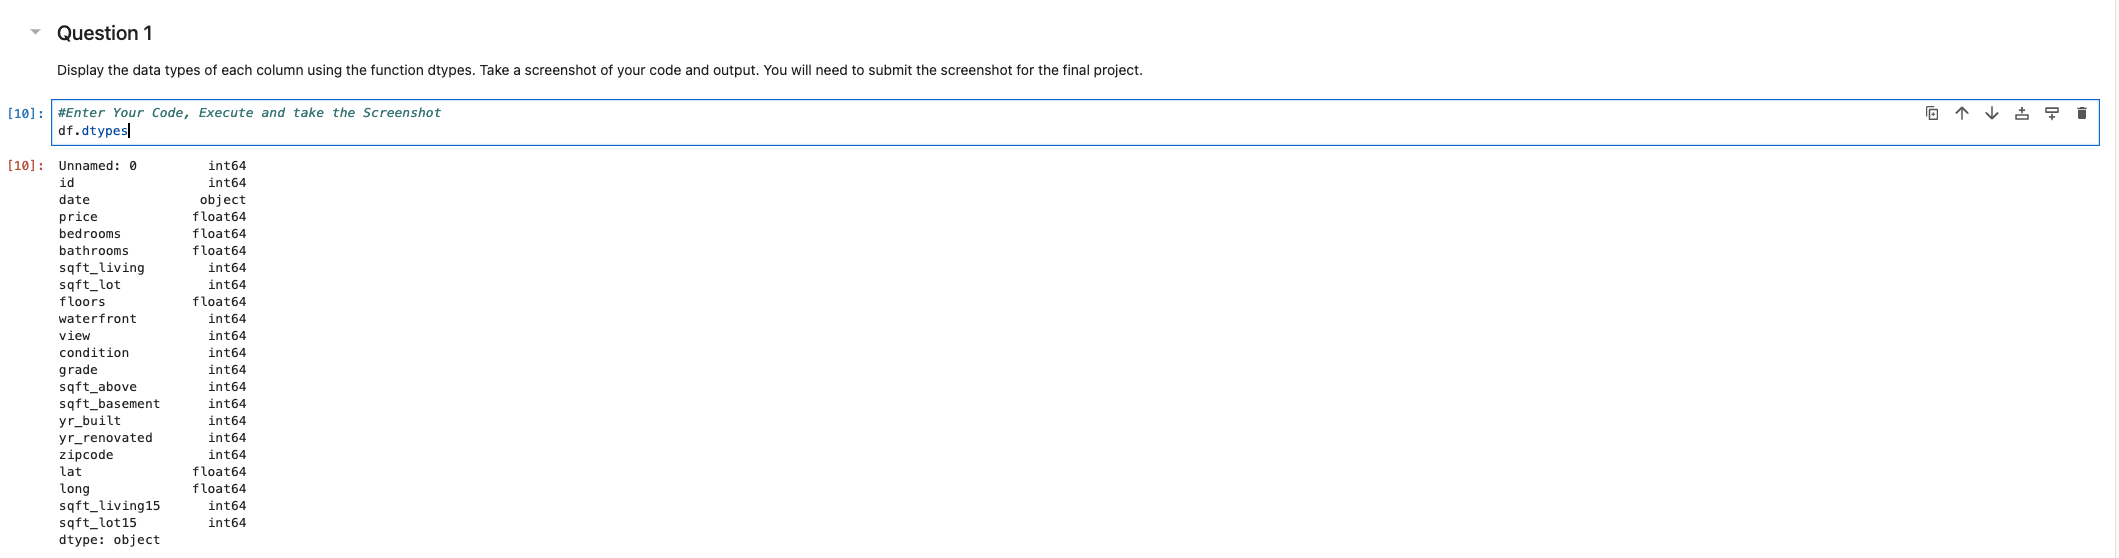 Question 1
Display the data types of each column using the function dtypes. Take a screenshot of your code and output. You will need to submit the screenshot for the final project.
[10]: #Enter Your Code, Execute and take the Screenshot
df.dtypes
[10]: Unnamed: 0 int64
id int64
date object
price float64
bedrooms float64
bathrooms float64
sqft_living int64
sqft_lot int64
floors float64
waterfront int64
view int64
condition int64
grade int64
sqft_above int64
sqft_basement int64
yr_built int64
yr_renovated int64
zipcode int64
lat float64
long float64
sqft_living15 int64
sqft_lot15 int64
dtype: object